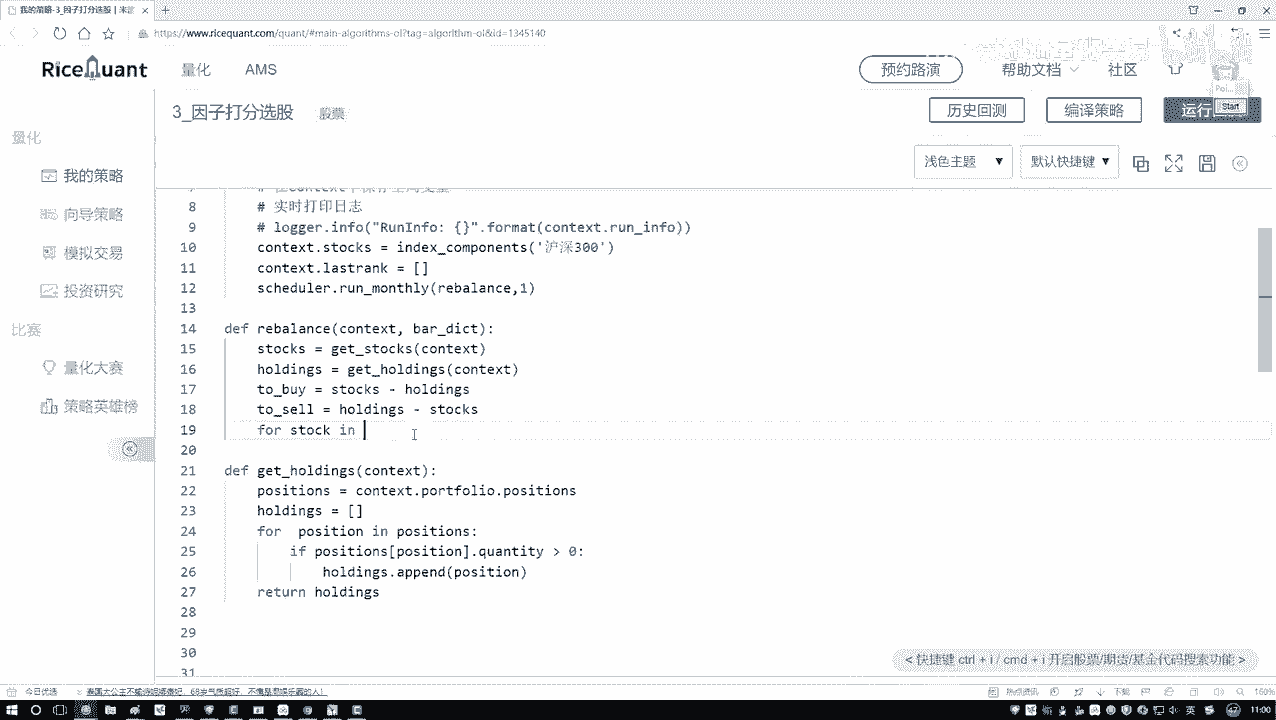 我的策略-3_因子打分选股 | 米筐
https://www.ricequant.com/quant/#main-algorithms-ol?tag=algorithm-ol&id=1345140
RiceQuant
量化
AMS
预约路演
帮助文档
社区
3_因子打分选股
股票
历史回测
编译策略
运行
Start
浅色主题
默认快捷键
量化
我的策略
向导策略
模拟交易
投资研究
比赛
量化大赛
策略英雄榜
8 # 实时打印日志
9 # logger.info("RunInfo: {}".format(context.run_info))
10 context.stocks = index_components('沪深300')
11 context.lastrank = []
12 scheduler.run_monthly(rebalance,1)
13
14 def rebalance(context, bar_dict):
15 stocks = get_stocks(context)
16 holdings = get_holdings(context)
17 to_buy = stocks - holdings
18 to_sell = holdings - stocks
19 for stock in
20
21 def get_holdings(context):
22 positions = context.portfolio.positions
23 holdings = []
24 for  position in positions:
25 if positions[position].quantity > 0:
26 holdings.append(position)
27 return holdings
28
29
30
31
< 快捷键 ctrl + i / cmd + i 开启股票/期货/基金代码搜索功能 >
今日优选
热点资讯
下载
160%
英
11:00